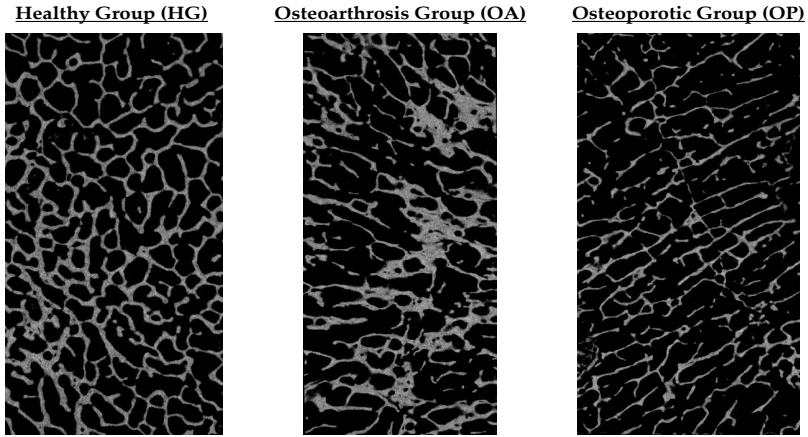 Healthy Group (HG)
Osteoarthrosis Group (OA)
Osteoporotic Group (OP)